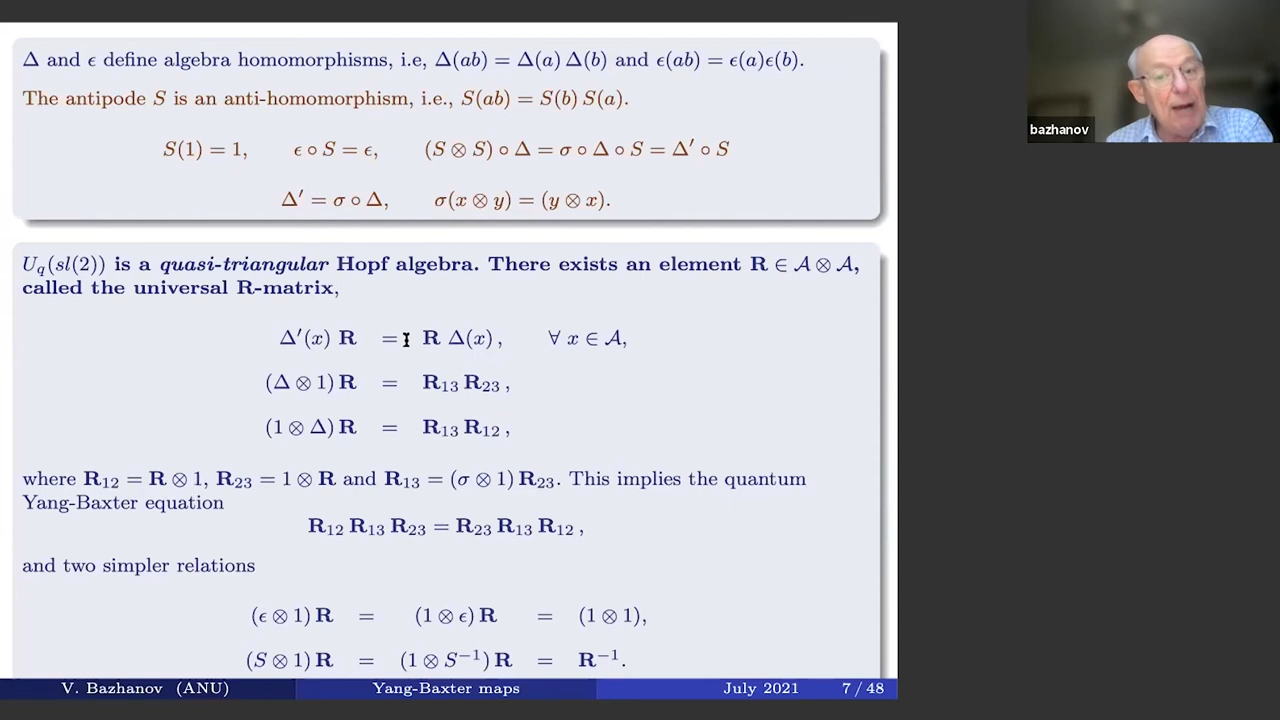 Δ and ϵ define algebra homomorphisms, i.e, Δ(ab) = Δ(a) Δ(b) and ϵ(ab) = ϵ(a)ϵ(b).
The antipode S is an anti-homomorphism, i.e., S(ab) = S(b) S(a).
S(1) = 1, ϵ ∘ S = ϵ, (S ⊗ S) ∘ Δ = σ ∘ Δ ∘ S = Δ′ ∘ S
Δ′ = σ ∘ Δ, σ(x ⊗ y) = (y ⊗ x).
bazhanov
U_q(sl(2)) is a quasi-triangular Hopf algebra. There exists an element R ∈ 𝒜 ⊗ 𝒜,
called the universal R-matrix,
Δ′(x) R = R Δ(x) , ∀ x ∈ 𝒜,
(Δ ⊗ 1) R = R₁₃ R₂₃ ,
(1 ⊗ Δ) R = R₁₃ R₁₂ ,
where R₁₂ = R ⊗ 1, R₂₃ = 1 ⊗ R and R₁₃ = (σ ⊗ 1) R₂₃. This implies the quantum
Yang-Baxter equation
R₁₂ R₁₃ R₂₃ = R₂₃ R₁₃ R₁₂ ,
and two simpler relations
(ϵ ⊗ 1) R = (1 ⊗ ϵ) R = (1 ⊗ 1),
(S ⊗ 1) R = (1 ⊗ S⁻¹) R = R⁻¹.
V. Bazhanov (ANU) Yang-Baxter maps July 2021 7 / 48